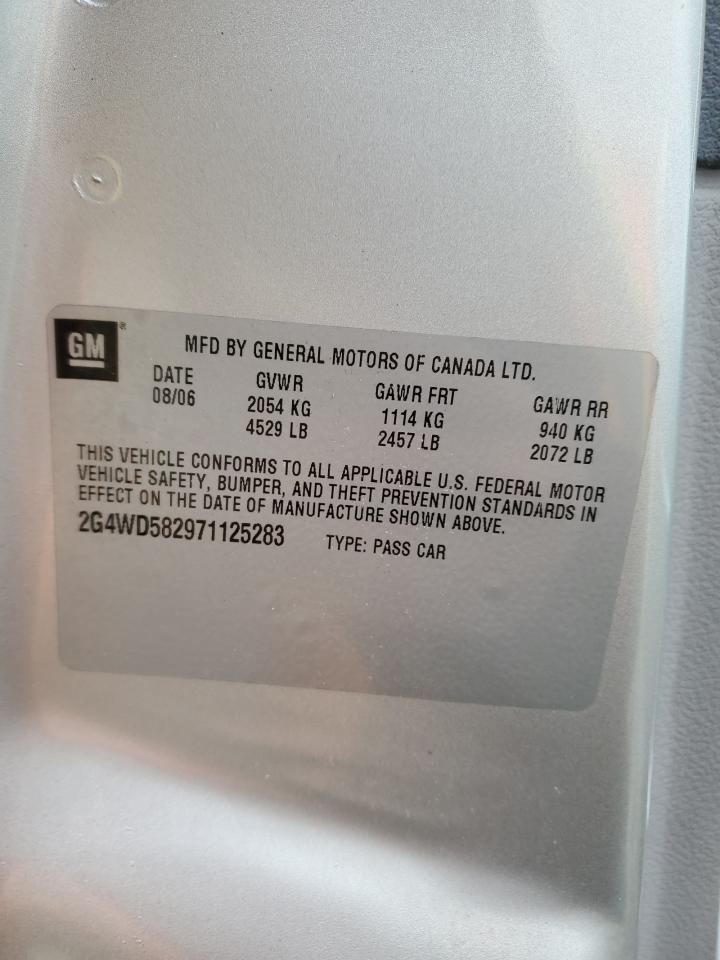 GM®
MFD BY GENERAL MOTORS OF CANADA LTD.
DATE GVWR GAWR FRT GAWR RR
08/06 2054 KG 1114 KG 940 KG
4529 LB 2457 LB 2072 LB
THIS VEHICLE CONFORMS TO ALL APPLICABLE U.S. FEDERAL MOTOR
VEHICLE SAFETY, BUMPER, AND THEFT PREVENTION STANDARDS IN
EFFECT ON THE DATE OF MANUFACTURE SHOWN ABOVE.
2G4WD582971125283 TYPE: PASS CAR